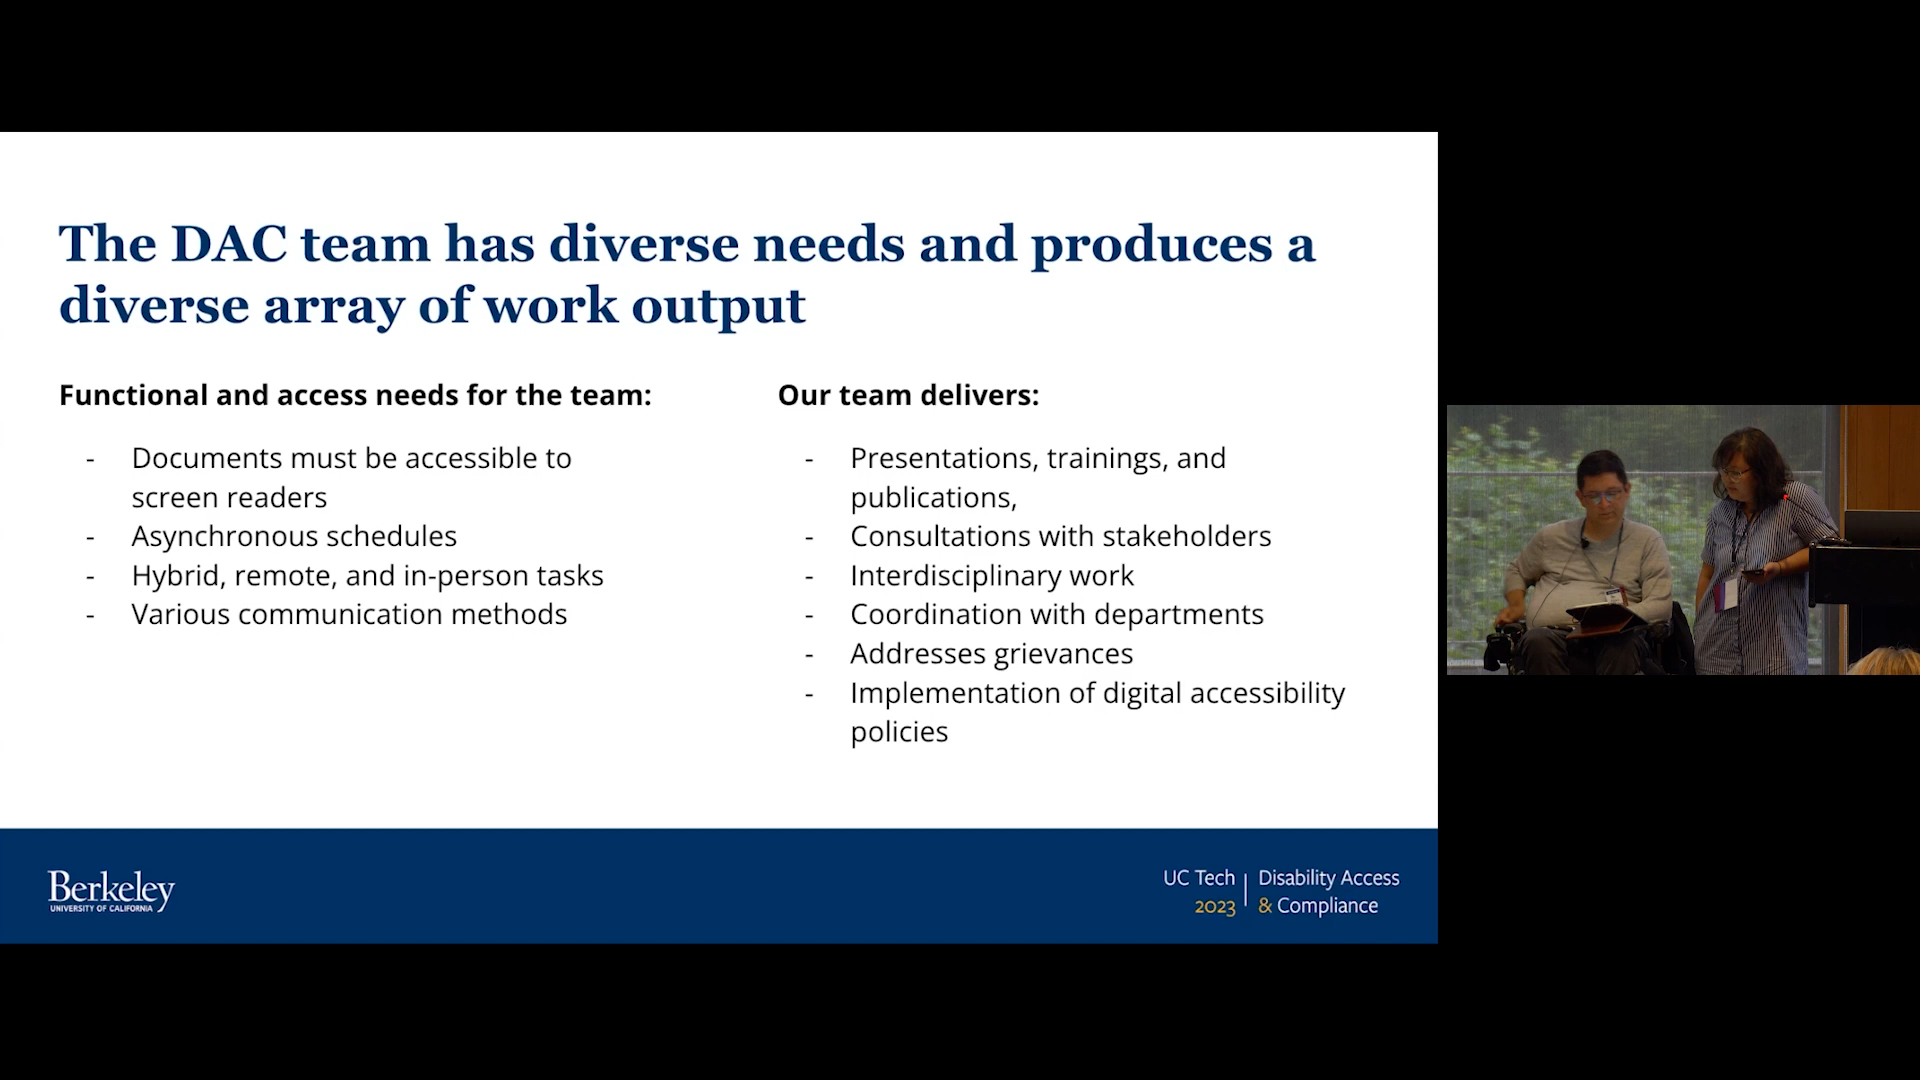 The DAC team has diverse needs and produces a
diverse array of work output
Functional and access needs for the team:
- Documents must be accessible to
screen readers
- Asynchronous schedules
- Hybrid, remote, and in-person tasks
- Various communication methods
Our team delivers:
- Presentations, trainings, and
publications,
- Consultations with stakeholders
- Interdisciplinary work
- Coordination with departments
- Addresses grievances
- Implementation of digital accessibility
policies
Berkeley
UNIVERSITY OF CALIFORNIA
UC Tech
2023
Disability Access
& Compliance